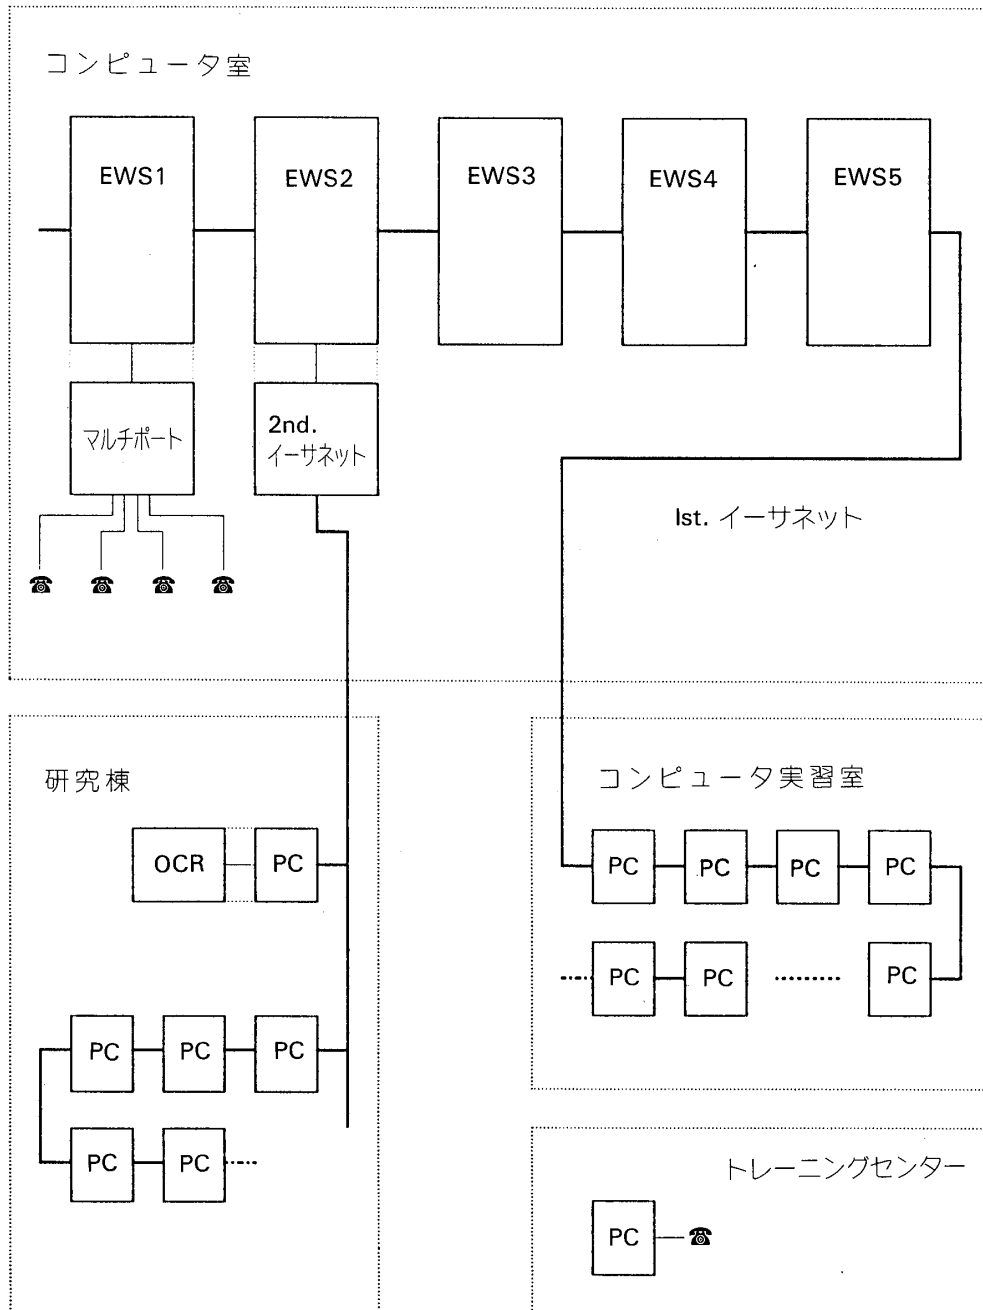 コンピュータ室
EWS1
EWS2
EWS3
EWS4
EWS5
マルチポート
2nd.
イーサネット
Ist. イーサネット
研究棟
OCR
PC
PC
PC
PC
PC
PC
コンピュータ実習室
PC
PC
PC
PC
PC
PC
PC
トレーニングセンター
PC